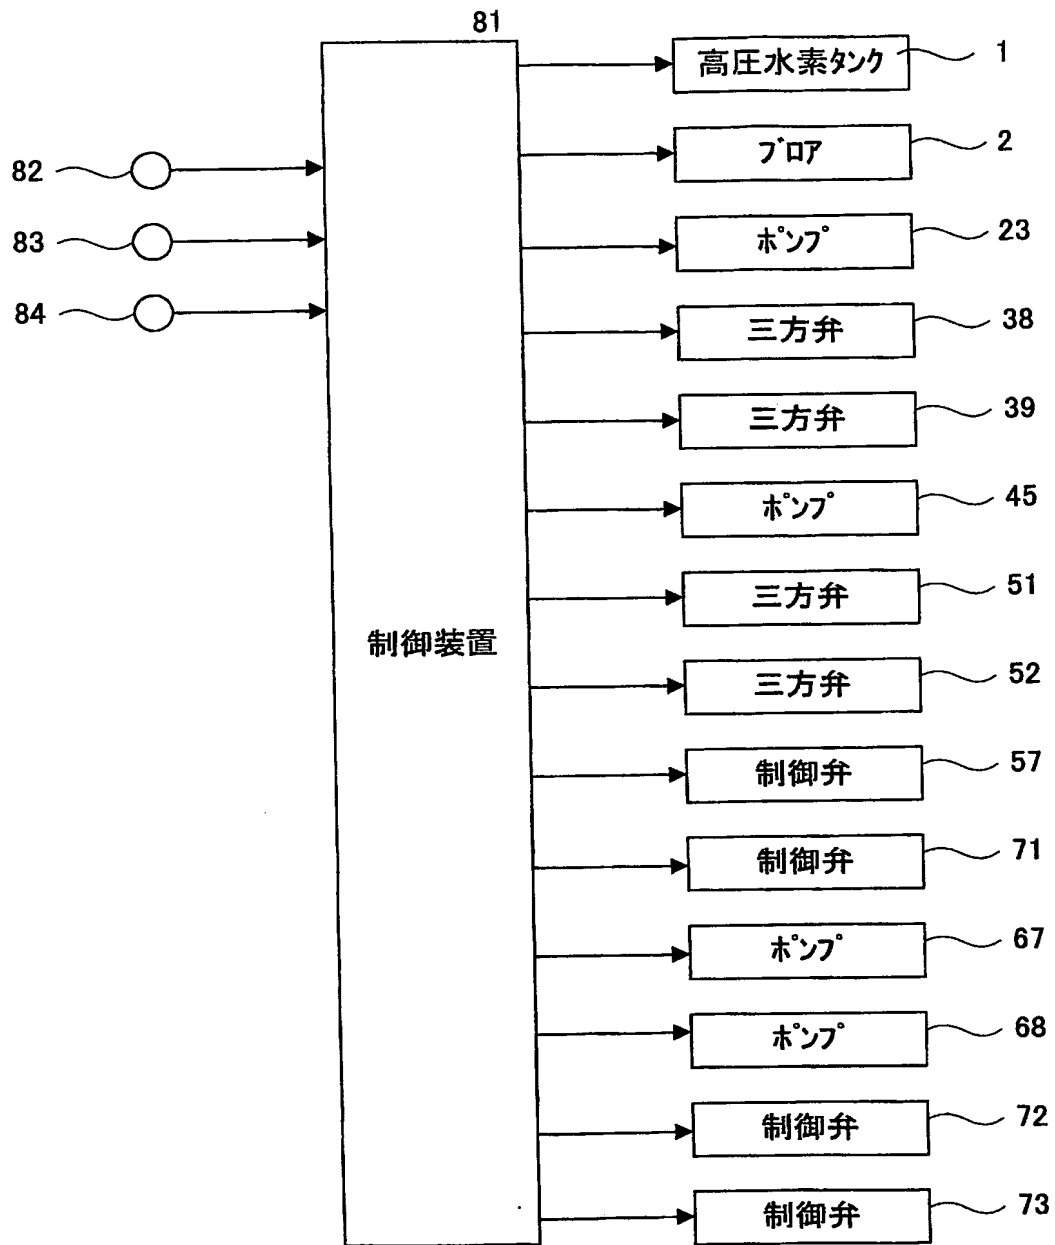 81
高圧水素タンク 1
ブロア 2
82
ポンプ 23
83
84
三方弁 38
三方弁 39
ポンプ 45
三方弁 51
制御装置
三方弁 52
制御弁 57
制御弁 71
ポンプ 67
ポンプ 68
制御弁 72
制御弁 73